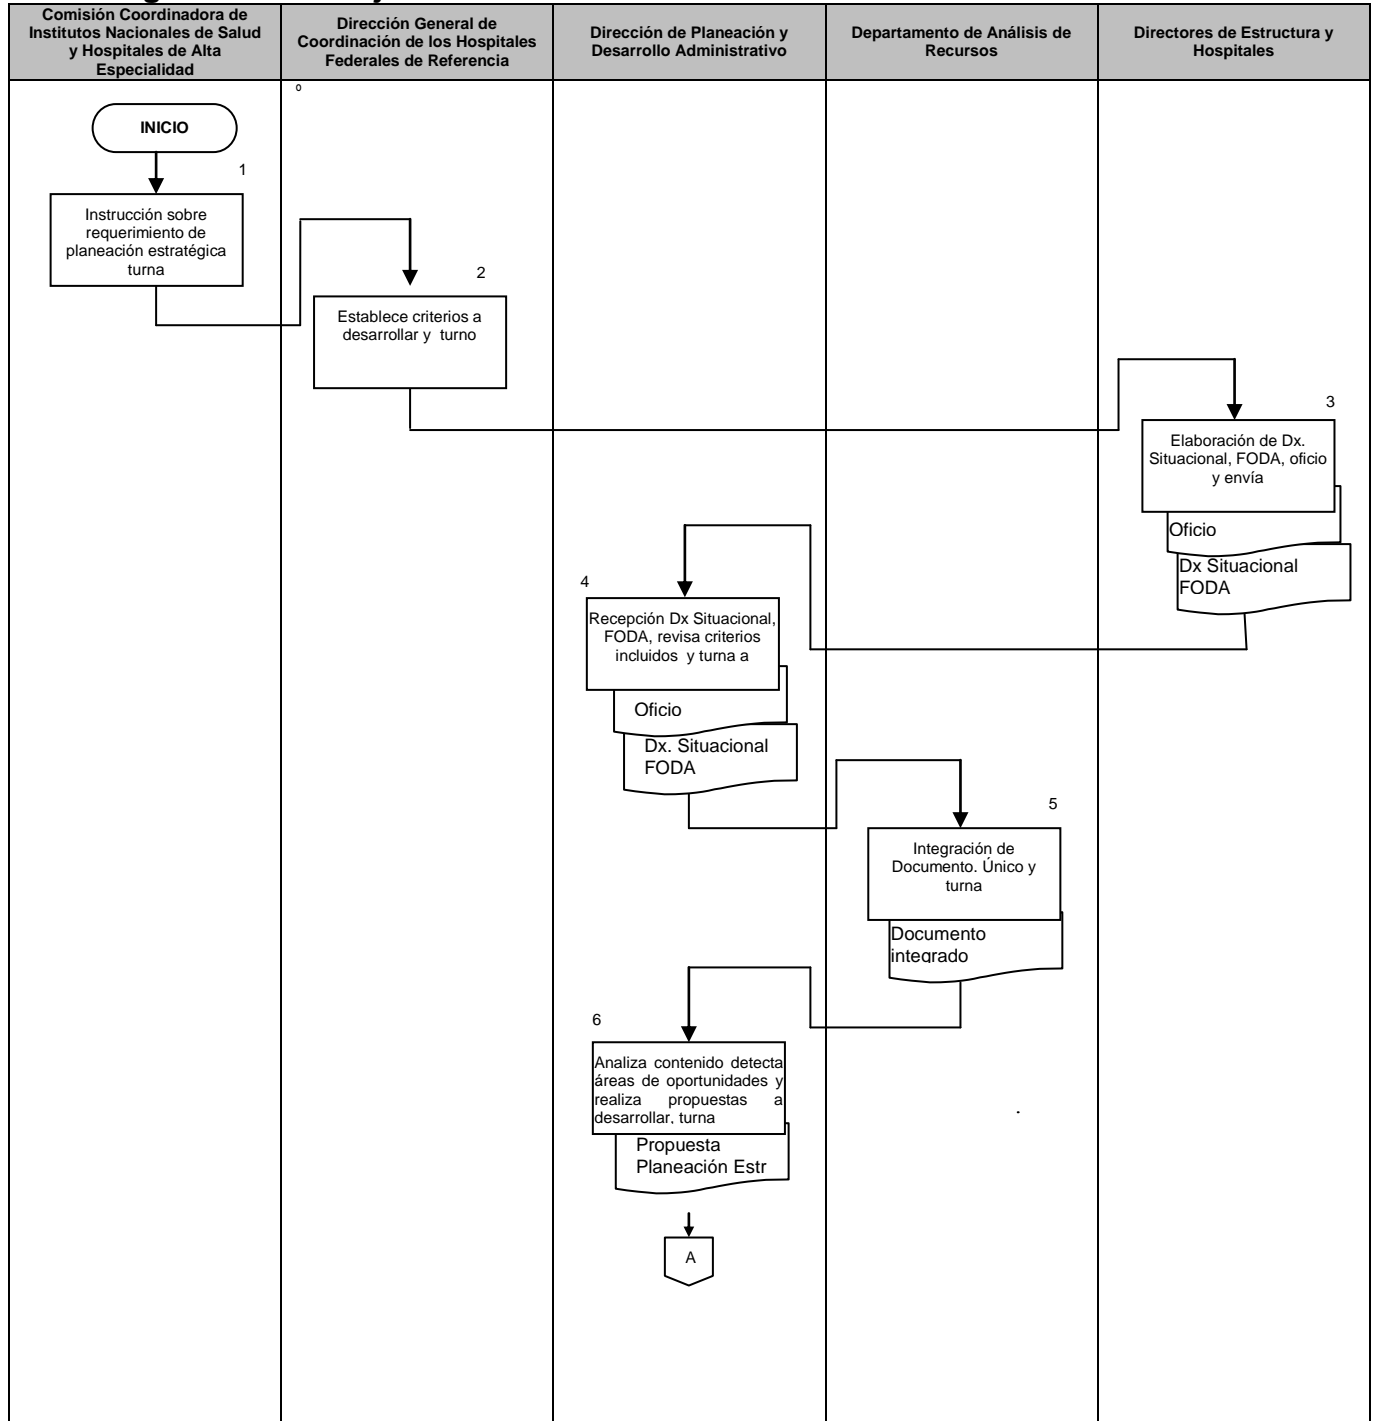 Comisión Coordinadora de
Institutos Nacionales de Salud
y Hospitales de Alta
Especialidad
Dirección General de
Coordinación de los Hospitales
Federales de Referencia
Dirección de Planeación y
Desarrollo Administrativo
Departamento de Análisis de
Recursos
Directores de Estructura y
Hospitales
º
INICIO
1
Instrucción sobre
requerimiento de
planeación estratégica
turna
2
Establece criterios a
desarrollar y turno
3
Elaboración de Dx.
Situacional, FODA, oficio
y envía
Oficio
Dx Situacional
FODA
4
Recepción Dx Situacional,
FODA, revisa criterios
incluidos y turna a
Oficio
Dx. Situacional
FODA
5
Integración de
Documento. Único y
turna
Documento
integrado
6
Analiza contenido detecta
áreas de oportunidades y
realiza propuestas a
desarrollar, turna
.
Propuesta
Planeación Estr
A